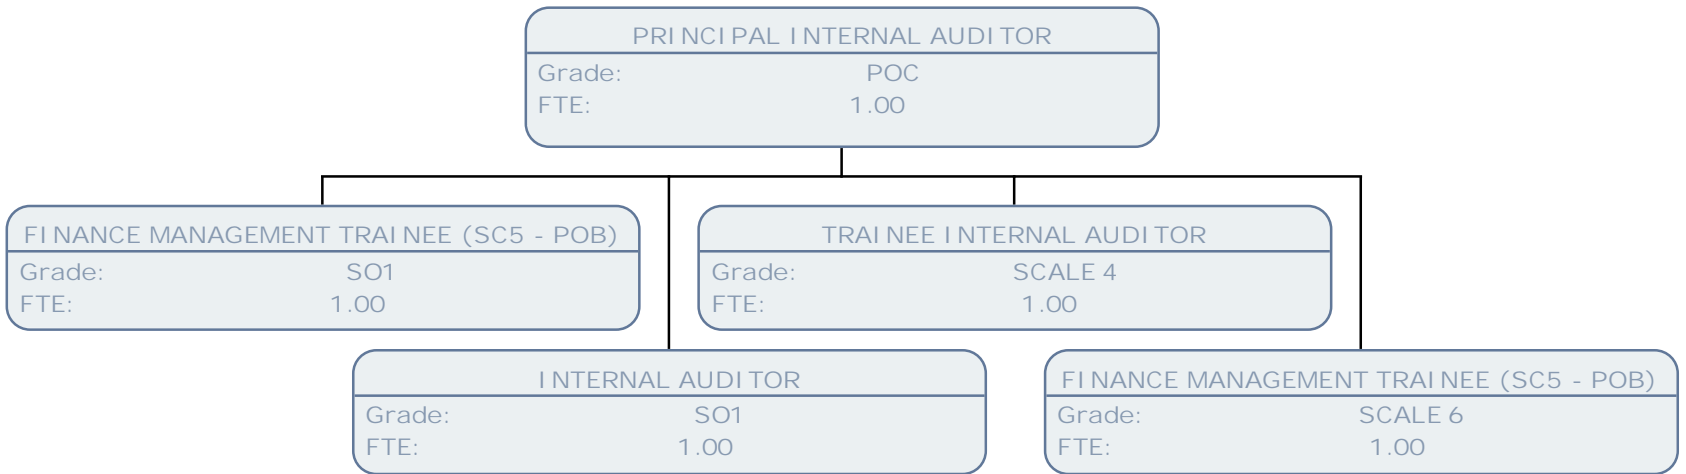 PRINCIPAL INTERNAL AUDITOR
Grade: POC
FTE: 1.00
FINANCE MANAGEMENT TRAINEE (SC5 - POB)
Grade: SO1
FTE: 1.00
TRAINEE INTERNAL AUDITOR
Grade: SCALE 4
FTE: 1.00
INTERNAL AUDITOR
Grade: SO1
FTE: 1.00
FINANCE MANAGEMENT TRAINEE (SC5 - POB)
Grade: SCALE 6
FTE: 1.00